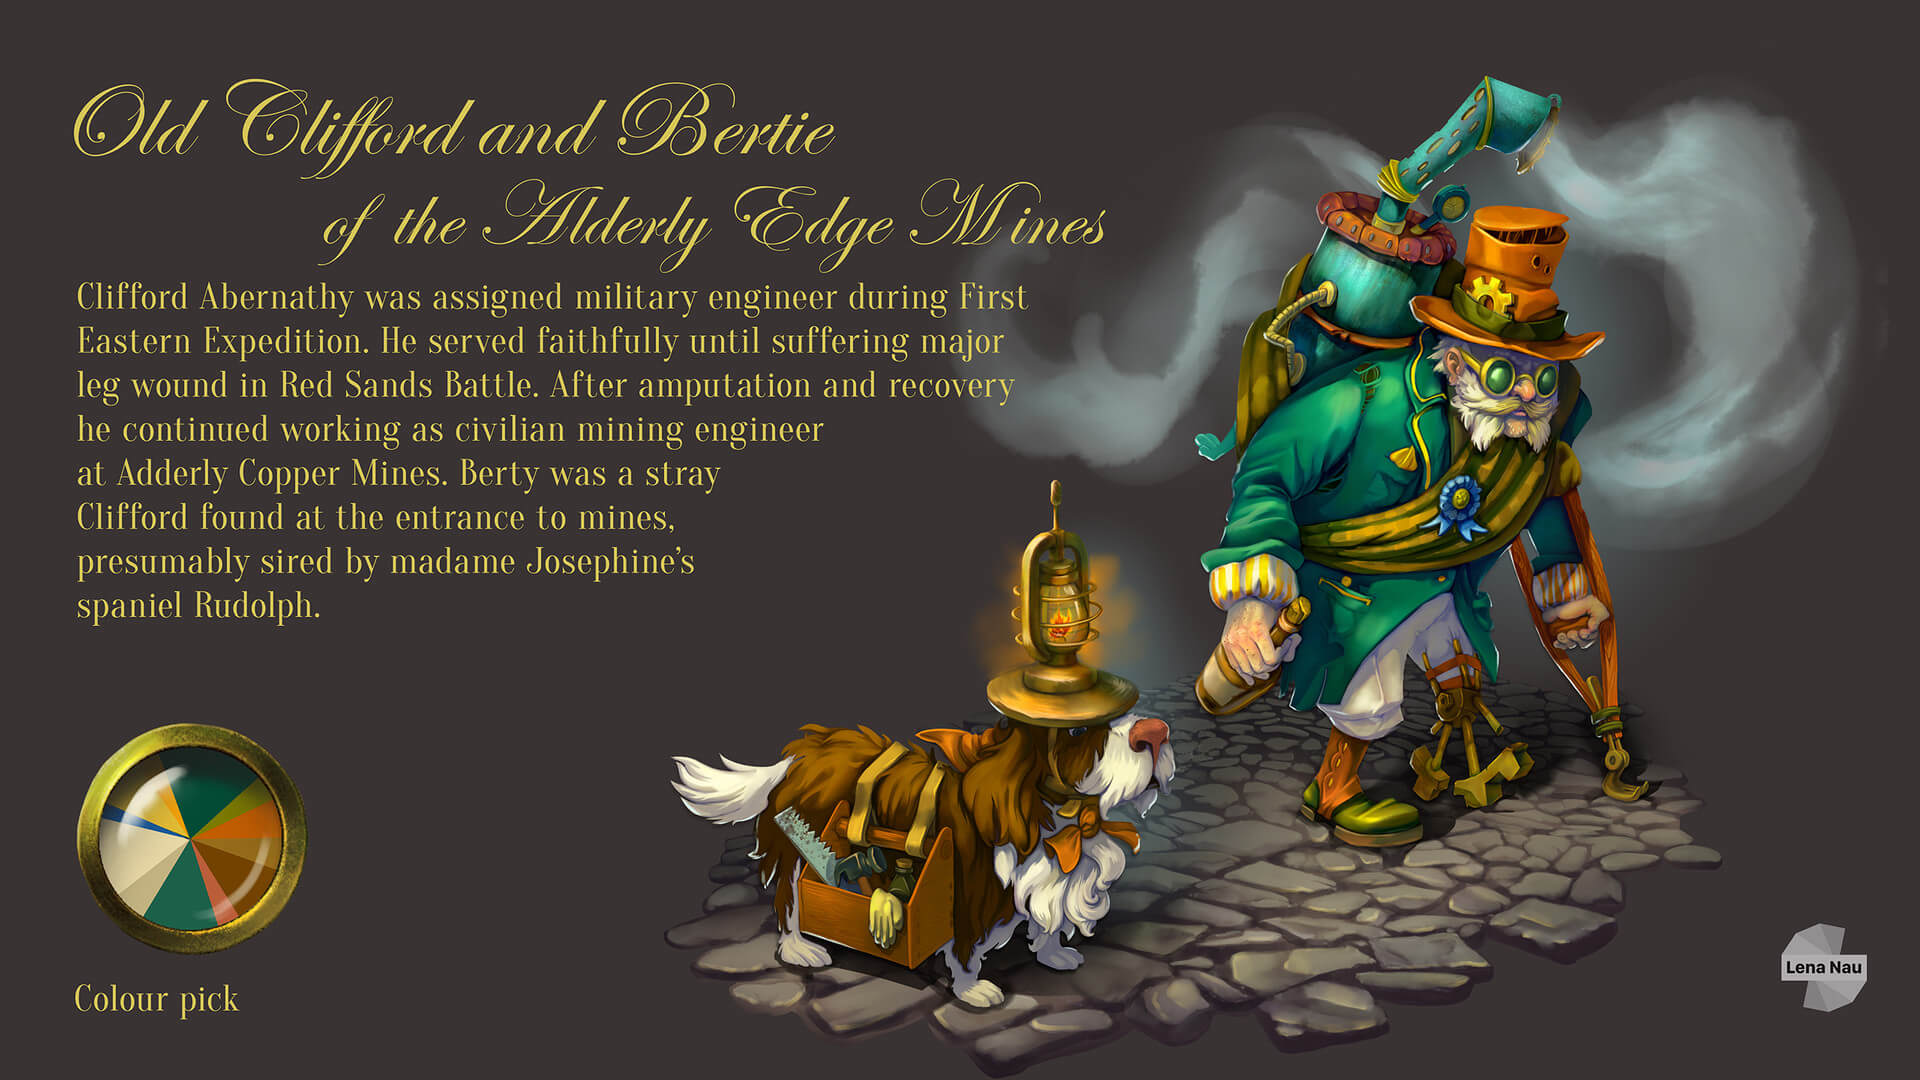 Old Clifford and Bertie
of the Alderly Edge Mines
Clifford Abernathy was assigned military engineer during First
Eastern Expedition. He served faithfully until suffering major
leg wound in Red Sands Battle. After amputation and recovery
he continued working as civilian mining engineer
at Adderly Copper Mines. Berty was a stray
Clifford found at the entrance to mines,
presumably sired by madame Josephine's
spaniel Rudolph.
Colour pick
Lena Nau